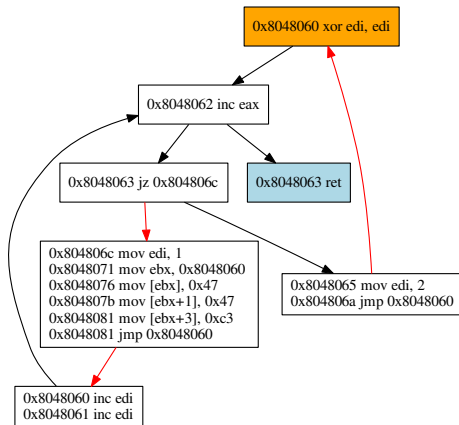 0x8048060 xor edi, edi
0x8048062 inc eax
0x8048063 jz 0x804806c
0x8048063 ret
0x804806c mov edi, 1
0x8048071 mov ebx, 0x8048060
0x8048076 mov [ebx], 0x47
0x804807b mov [ebx+1], 0x47
0x8048081 mov [ebx+3], 0xc3
0x8048081 jmp 0x8048060
0x8048065 mov edi, 2
0x804806a jmp 0x8048060
0x8048060 inc edi
0x8048061 inc edi